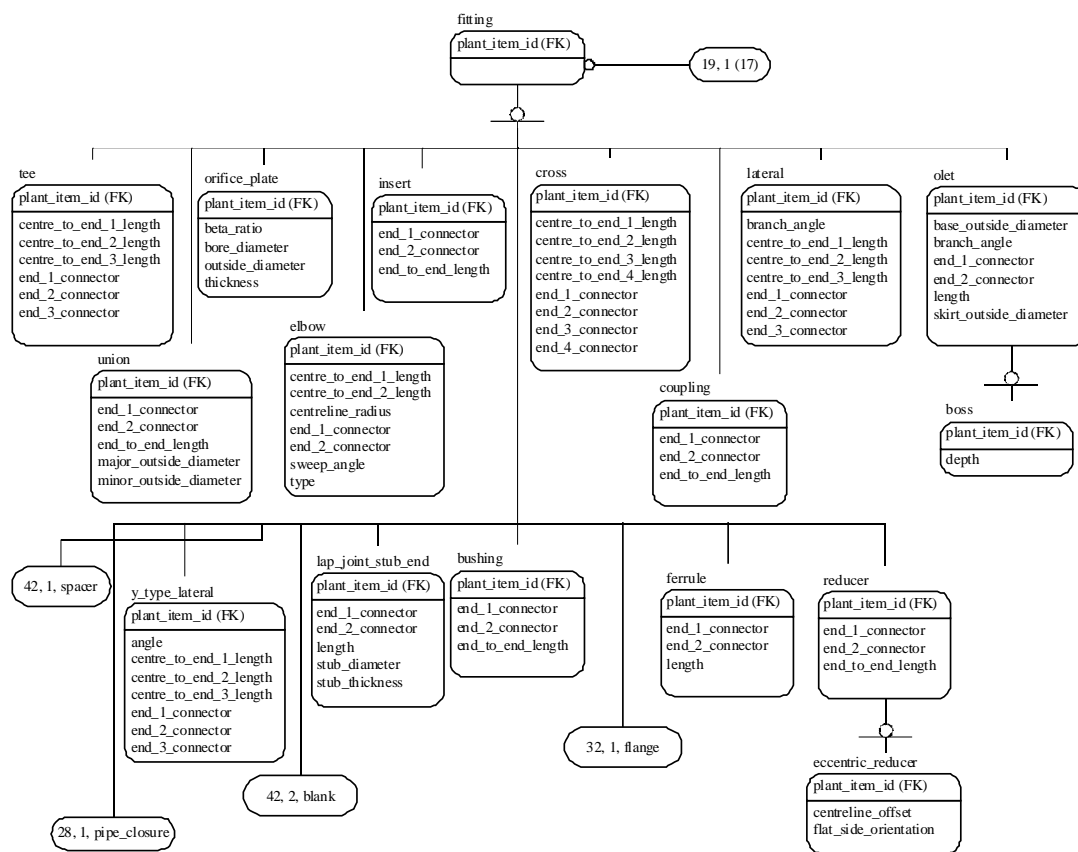 fitting
plant_item_id (FK)
19, 1 (17)
tee
plant_item_id (FK)
centre_to_end_1_length
centre_to_end_2_length
centre_to_end_3_length
end_1_connector
end_2_connector
end_3_connector
orifice_plate
plant_item_id (FK)
beta_ratio
bore_diameter
outside_diameter
thickness
insert
plant_item_id (FK)
end_1_connector
end_2_connector
end_to_end_length
cross
plant_item_id (FK)
centre_to_end_1_length
centre_to_end_2_length
centre_to_end_3_length
centre_to_end_4_length
end_1_connector
end_2_connector
end_3_connector
end_4_connector
lateral
plant_item_id (FK)
branch_angle
centre_to_end_1_length
centre_to_end_2_length
centre_to_end_3_length
end_1_connector
end_2_connector
end_3_connector
olet
plant_item_id (FK)
base_outside_diameter
branch_angle
end_1_connector
end_2_connector
length
skirt_outside_diameter
union
plant_item_id (FK)
end_1_connector
end_2_connector
end_to_end_length
major_outside_diameter
minor_outside_diameter
elbow
plant_item_id (FK)
centre_to_end_1_length
centre_to_end_2_length
centreline_radius
end_1_connector
end_2_connector
sweep_angle
type
coupling
plant_item_id (FK)
end_1_connector
end_2_connector
end_to_end_length
boss
plant_item_id (FK)
depth
42, 1, spacer
y_type_lateral
plant_item_id (FK)
angle
centre_to_end_1_length
centre_to_end_2_length
centre_to_end_3_length
end_1_connector
end_2_connector
end_3_connector
lap_joint_stub_end
plant_item_id (FK)
end_1_connector
end_2_connector
length
stub_diameter
stub_thickness
bushing
plant_item_id (FK)
end_1_connector
end_2_connector
end_to_end_length
ferrule
plant_item_id (FK)
end_1_connector
end_2_connector
length
reducer
plant_item_id (FK)
end_1_connector
end_2_connector
end_to_end_length
32, 1, flange
42, 2, blank
28, 1, pipe_closure
eccentric_reducer
plant_item_id (FK)
centreline_offset
flat_side_orientation